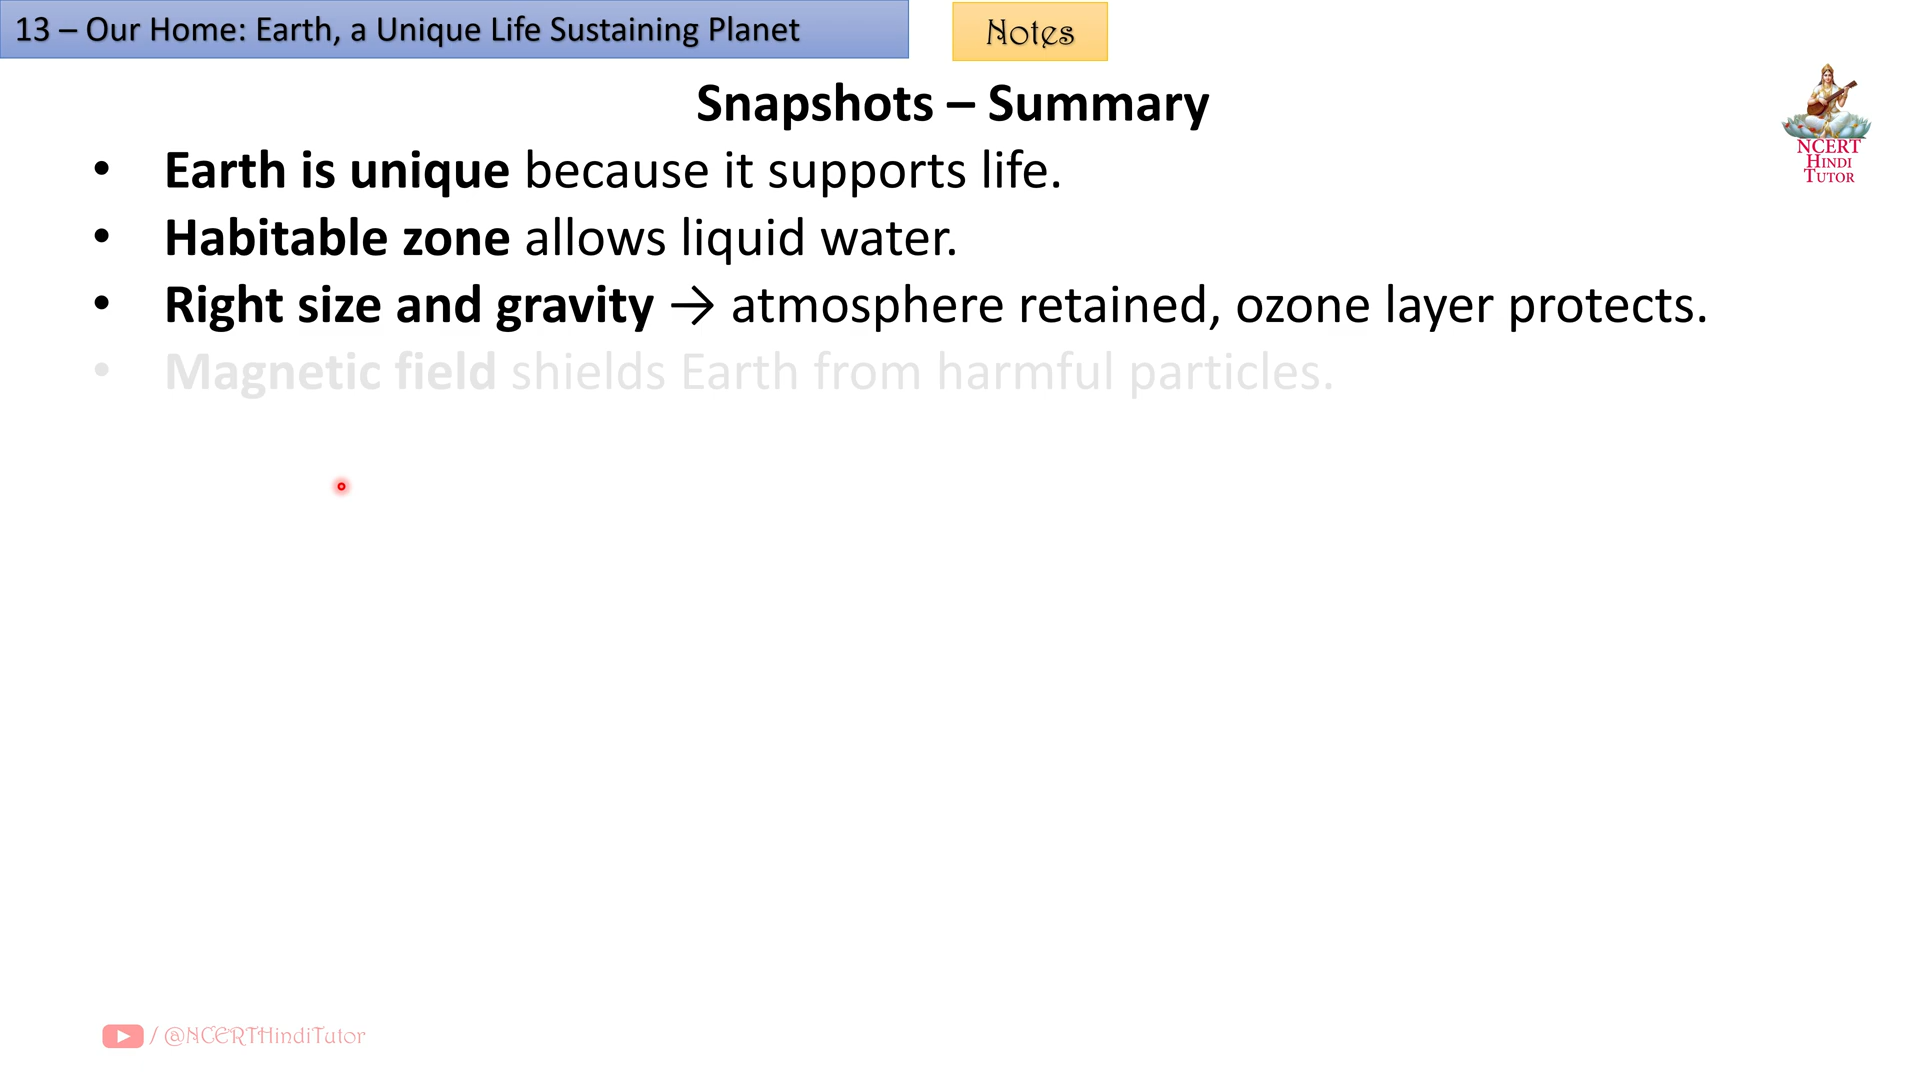 13 – Our Home: Earth, a Unique Life Sustaining Planet
Notes
Snapshots – Summary
• Earth is unique because it supports life.
• Habitable zone allows liquid water.
• Right size and gravity → atmosphere retained, ozone layer protects.
• Magnetic field shields Earth from harmful particles.
NCERT
HINDI
TUTOR
/ @NCERTHindiTutor